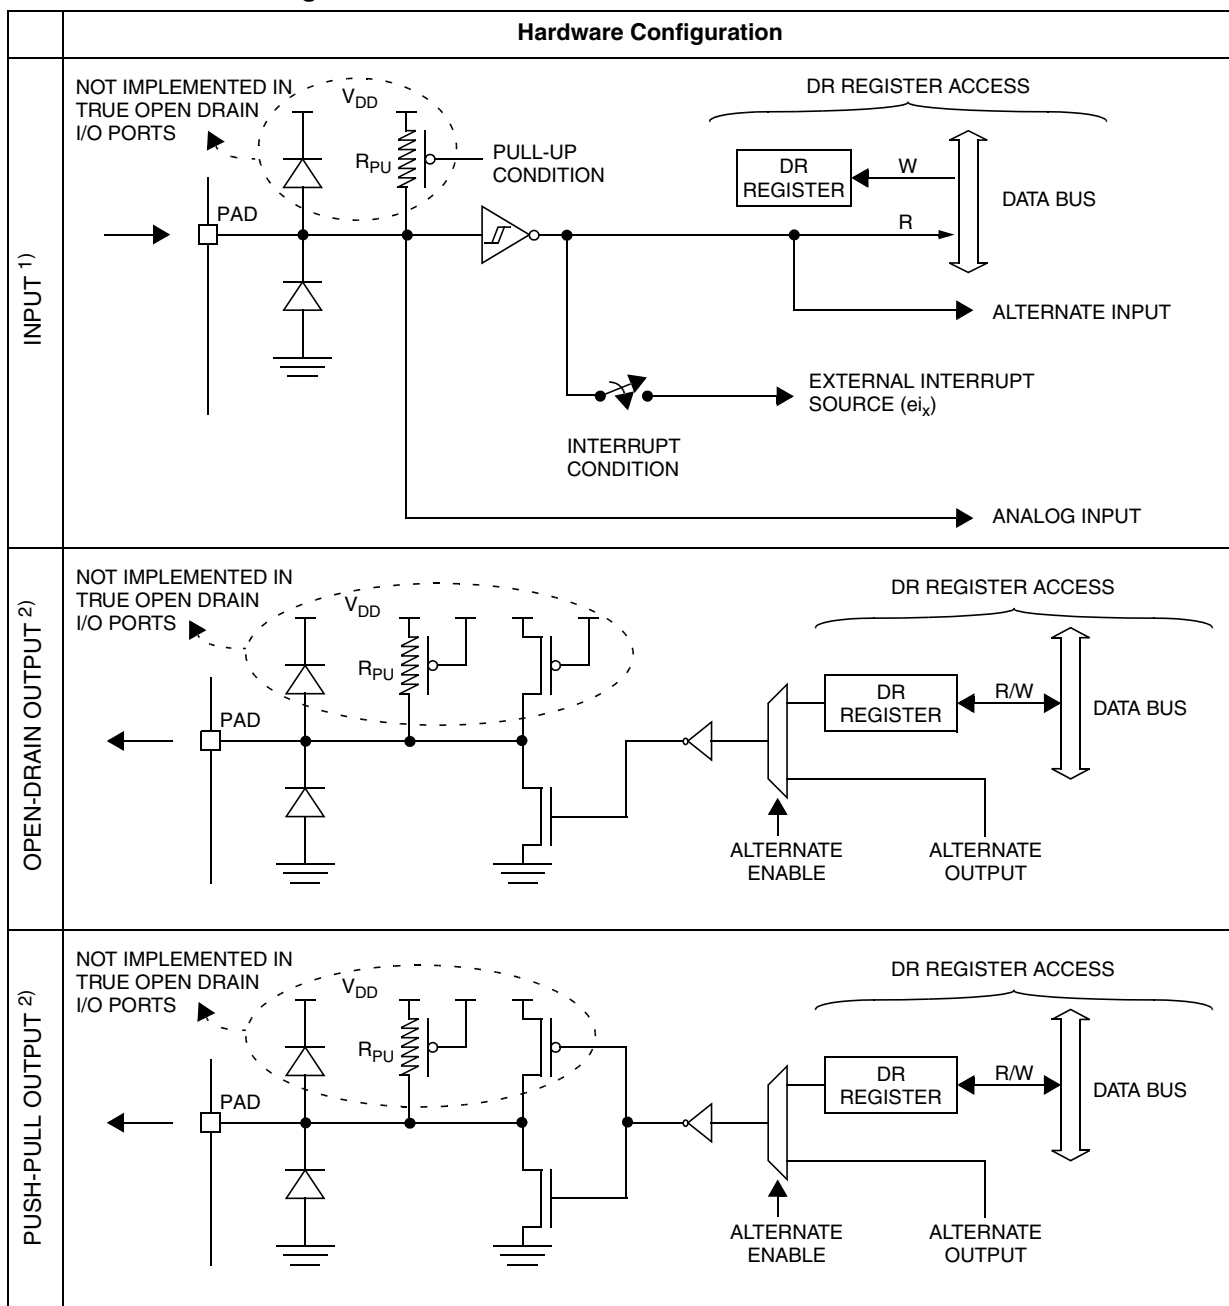 Hardware Configuration
INPUT 1)
NOT IMPLEMENTED IN
TRUE OPEN DRAIN
I/O PORTS
VDD
RPU
PULL-UP
CONDITION
PAD
DR REGISTER ACCESS
DR
REGISTER
W
R
DATA BUS
ALTERNATE INPUT
EXTERNAL INTERRUPT
SOURCE (eix)
INTERRUPT
CONDITION
ANALOG INPUT
OPEN-DRAIN OUTPUT 2)
NOT IMPLEMENTED IN
TRUE OPEN DRAIN
I/O PORTS
VDD
RPU
PAD
DR REGISTER ACCESS
DR
REGISTER
R/W
DATA BUS
ALTERNATE
ENABLE
ALTERNATE
OUTPUT
PUSH-PULL OUTPUT 2)
NOT IMPLEMENTED IN
TRUE OPEN DRAIN
I/O PORTS
VDD
RPU
PAD
DR REGISTER ACCESS
DR
REGISTER
R/W
DATA BUS
ALTERNATE
ENABLE
ALTERNATE
OUTPUT